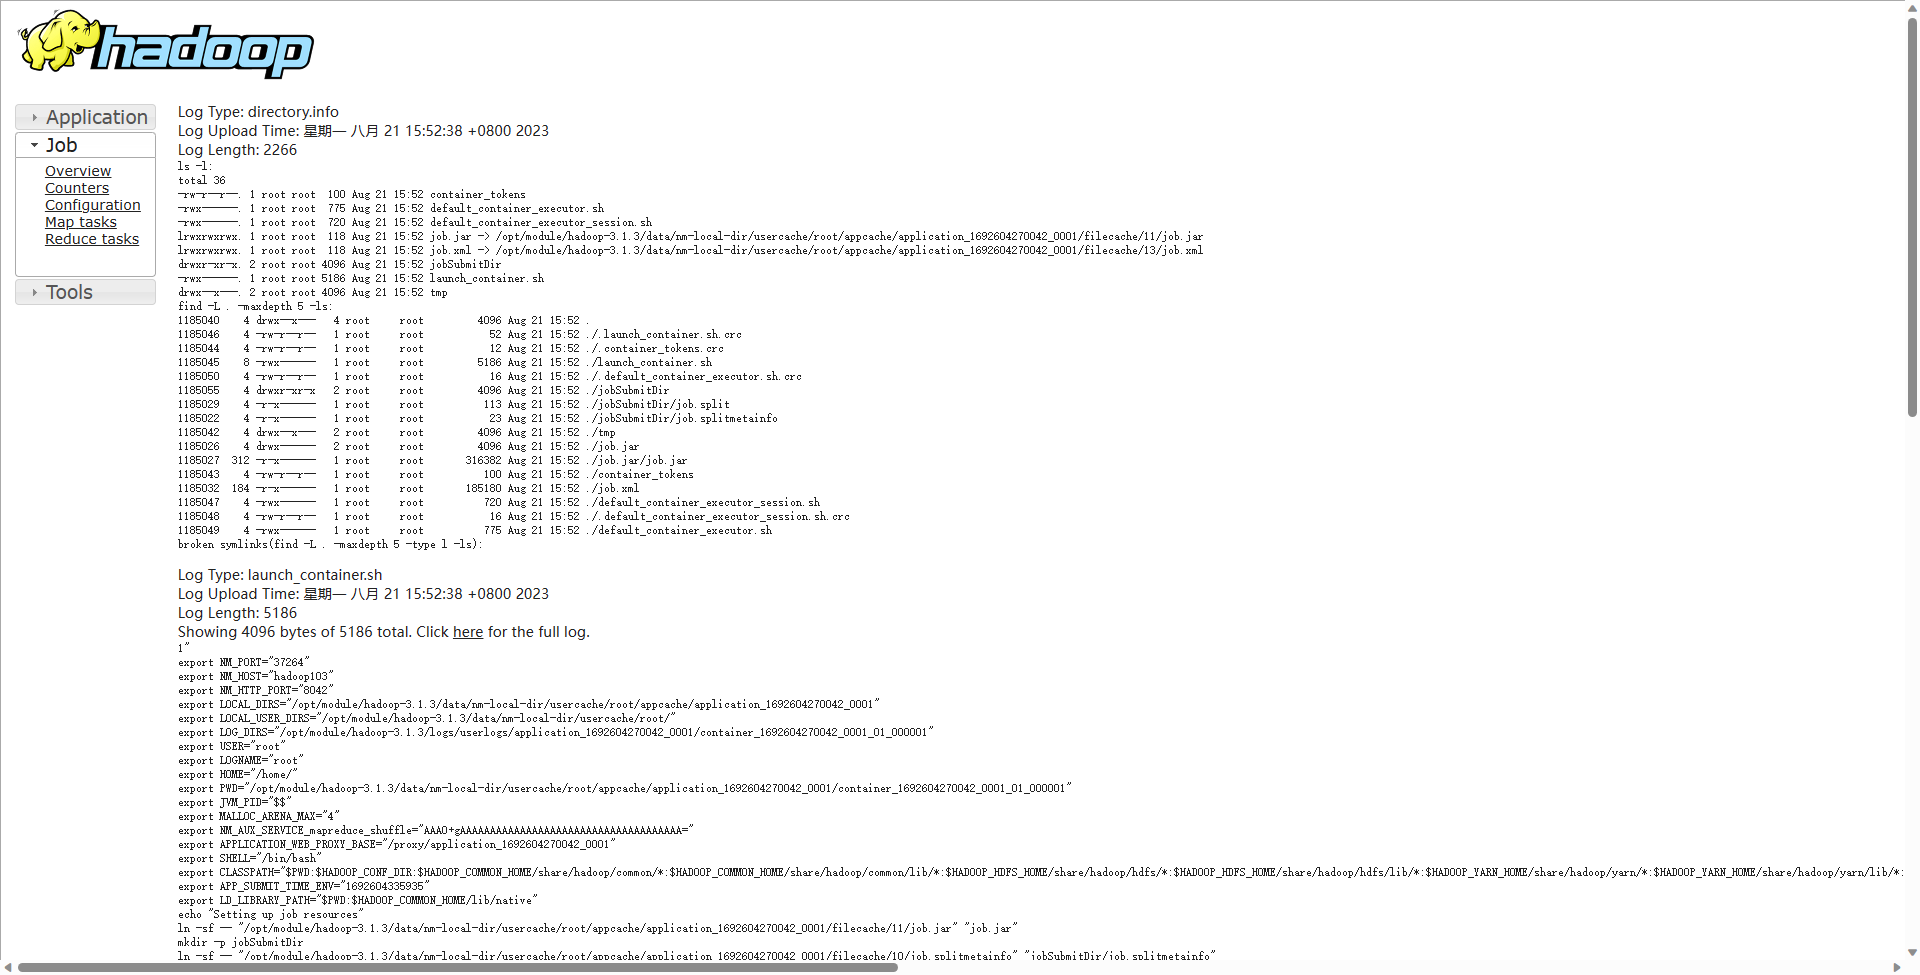 hadoop
Application
Job
Overview
Counters
Configuration
Map tasks
Reduce tasks
Tools
Log Type: directory.info
Log Upload Time: 星期一 八月 21 15:52:38 +0800 2023
Log Length: 2266
ls -l:
total 36
-rw-r--r--. 1 root root  100 Aug 21 15:52 container_tokens
-rwx------. 1 root root  775 Aug 21 15:52 default_container_executor.sh
-rwx------. 1 root root  720 Aug 21 15:52 default_container_executor_session.sh
lrwxrwxrwx. 1 root root  118 Aug 21 15:52 job.jar -> /opt/module/hadoop-3.1.3/data/nm-local-dir/usercache/root/appcache/application_1692604270042_0001/filecache/11/job.jar
lrwxrwxrwx. 1 root root  118 Aug 21 15:52 job.xml -> /opt/module/hadoop-3.1.3/data/nm-local-dir/usercache/root/appcache/application_1692604270042_0001/filecache/13/job.xml
drwxr-xr-x. 2 root root 4096 Aug 21 15:52 jobSubmitDir
-rwx------. 1 root root 5186 Aug 21 15:52 launch_container.sh
drwx--x---. 2 root root 4096 Aug 21 15:52 tmp
find -L . -maxdepth 5 -ls:
1185040    4 drwx--x---   4 root     root         4096 Aug 21 15:52 .
1185046    4 -rw-r--r--   1 root     root           52 Aug 21 15:52 ./.launch_container.sh.crc
1185044    4 -rw-r--r--   1 root     root           12 Aug 21 15:52 ./.container_tokens.crc
1185045    8 -rwx------   1 root     root         5186 Aug 21 15:52 ./launch_container.sh
1185050    4 -rw-r--r--   1 root     root           16 Aug 21 15:52 ./.default_container_executor.sh.crc
1185055    4 drwxr-xr-x   2 root     root         4096 Aug 21 15:52 ./jobSubmitDir
1185029    4 -r-x------   1 root     root          113 Aug 21 15:52 ./jobSubmitDir/job.split
1185022    4 -r-x------   1 root     root           23 Aug 21 15:52 ./jobSubmitDir/job.splitmetainfo
1185042    4 drwx--x---   2 root     root         4096 Aug 21 15:52 ./tmp
1185026    4 drwx------   2 root     root         4096 Aug 21 15:52 ./job.jar
1185027  312 -r-x------   1 root     root       316382 Aug 21 15:52 ./job.jar/job.jar
1185043    4 -rw-r--r--   1 root     root          100 Aug 21 15:52 ./container_tokens
1185032  184 -r-x------   1 root     root       185180 Aug 21 15:52 ./job.xml
1185047    4 -rwx------   1 root     root          720 Aug 21 15:52 ./default_container_executor_session.sh
1185048    4 -rw-r--r--   1 root     root           16 Aug 21 15:52 ./.default_container_executor_session.sh.crc
1185049    4 -rwx------   1 root     root          775 Aug 21 15:52 ./default_container_executor.sh
broken symlinks(find -L . -maxdepth 5 -type l -ls):
Log Type: launch_container.sh
Log Upload Time: 星期一 八月 21 15:52:38 +0800 2023
Log Length: 5186
Showing 4096 bytes of 5186 total. Click here for the full log.
1"
export NM_PORT="37264"
export NM_HOST="hadoop103"
export NM_HTTP_PORT="8042"
export LOCAL_DIRS="/opt/module/hadoop-3.1.3/data/nm-local-dir/usercache/root/appcache/application_1692604270042_0001"
export LOCAL_USER_DIRS="/opt/module/hadoop-3.1.3/data/nm-local-dir/usercache/root/"
export LOG_DIRS="/opt/module/hadoop-3.1.3/logs/userlogs/application_1692604270042_0001/container_1692604270042_0001_01_000001"
export USER="root"
export LOGNAME="root"
export HOME="/home/"
export PWD="/opt/module/hadoop-3.1.3/data/nm-local-dir/usercache/root/appcache/application_1692604270042_0001/container_1692604270042_0001_01_000001"
export JVM_PID="$$"
export MALLOC_ARENA_MAX="4"
export NM_AUX_SERVICE_mapreduce_shuffle="AAA0+gAAAAAAAAAAAAAAAAAAAAAAAAAAAAAAAAAAAAA="
export APPLICATION_WEB_PROXY_BASE="/proxy/application_1692604270042_0001"
export SHELL="/bin/bash"
export CLASSPATH="$PWD:$HADOOP_CONF_DIR:$HADOOP_COMMON_HOME/share/hadoop/common/*:$HADOOP_COMMON_HOME/share/hadoop/common/lib/*:$HADOOP_HDFS_HOME/share/hadoop/hdfs/*:$HADOOP_HDFS_HOME/share/hadoop/hdfs/lib/*:$HADOOP_YARN_HOME/share/hadoop/yarn/*:$HADOOP_YARN_HOME/share/hadoop/yarn/lib/*:
export APP_SUBMIT_TIME_ENV="1692604335935"
export LD_LIBRARY_PATH="$PWD:$HADOOP_COMMON_HOME/lib/native"
echo "Setting up job resources"
ln -sf -- "/opt/module/hadoop-3.1.3/data/nm-local-dir/usercache/root/appcache/application_1692604270042_0001/filecache/11/job.jar" "job.jar"
mkdir -p jobSubmitDir
ln -sf -- "/opt/module/hadoop-3.1.3/data/nm-local-dir/usercache/root/appcache/application_1692604270042_0001/filecache/10/job.splitmetainfo" "jobSubmitDir/job.splitmetainfo"